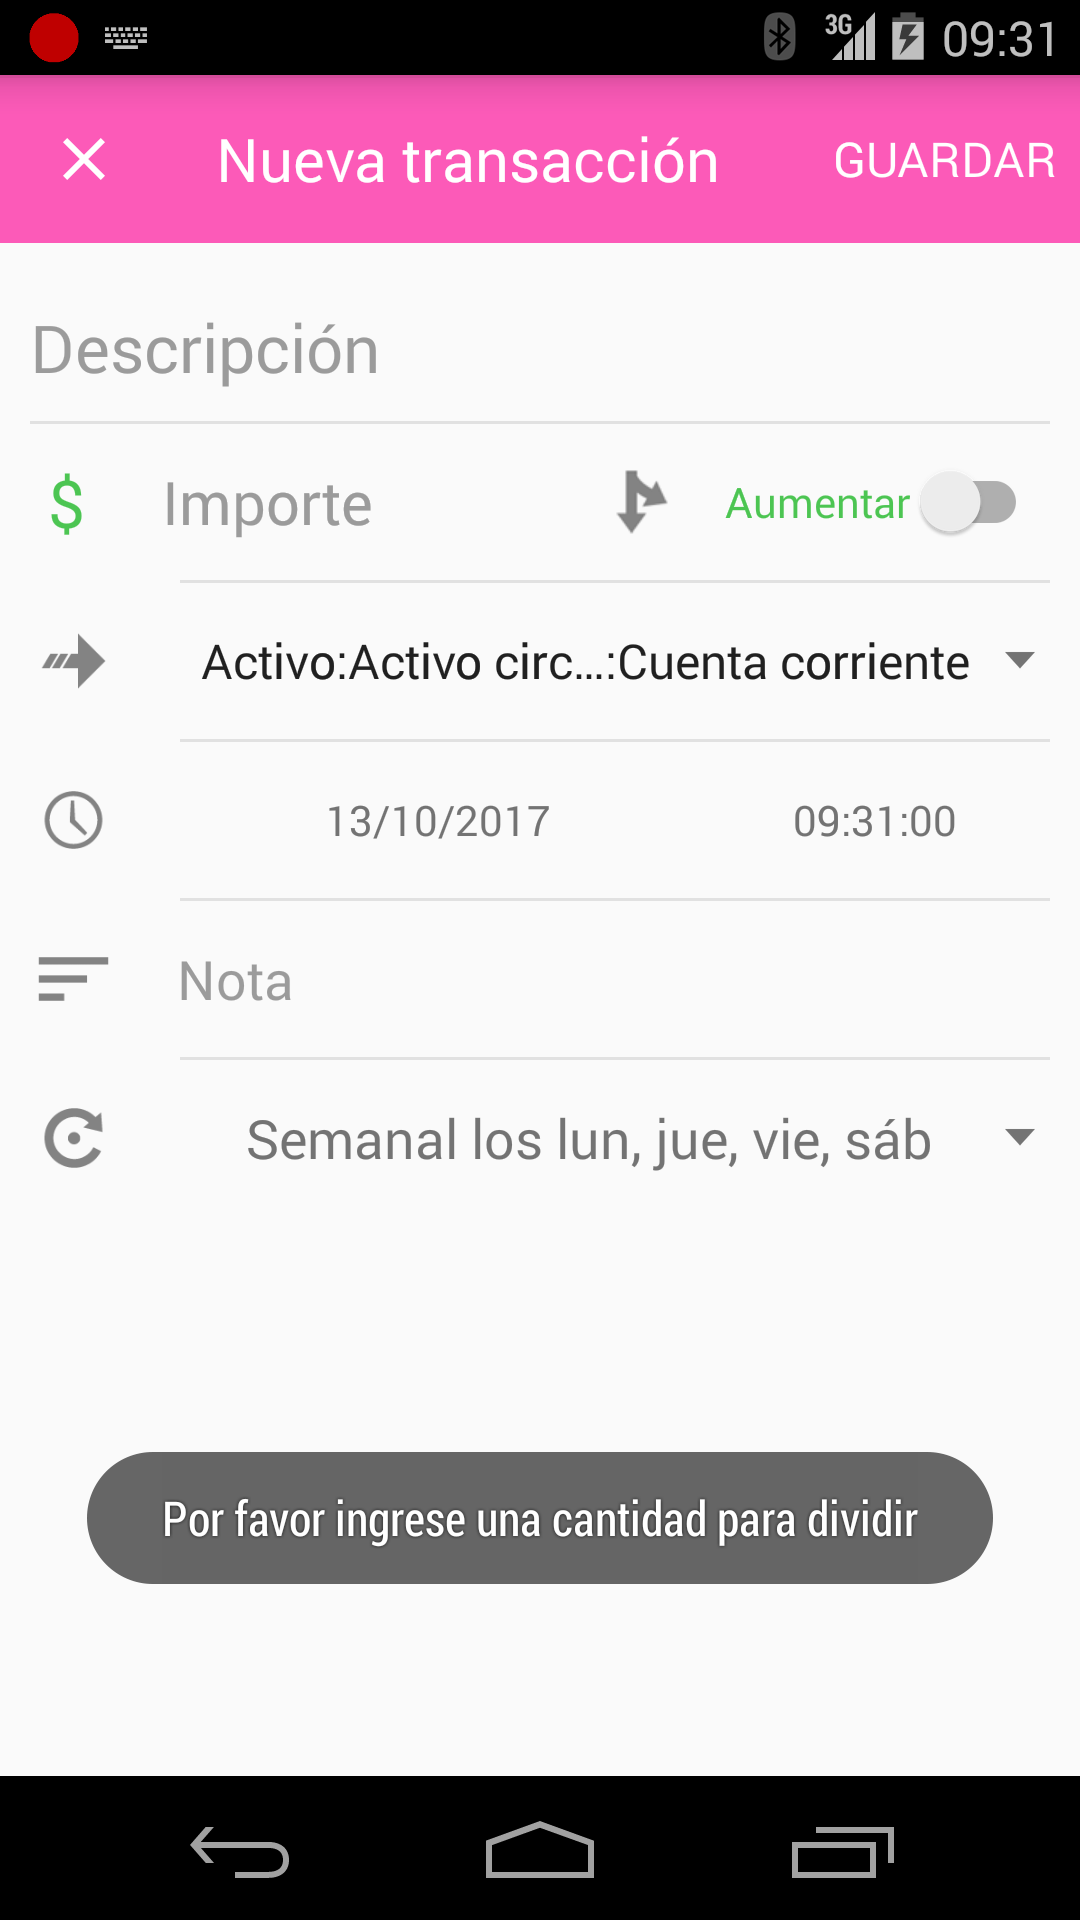 3G 09:31
Nueva transacción GUARDAR
Descripción
$ Importe Aumentar
Activo:Activo circ...:Cuenta corriente
13/10/2017 09:31:00
Nota
Semanal los lun, jue, vie, sáb
Por favor ingrese una cantidad para dividir